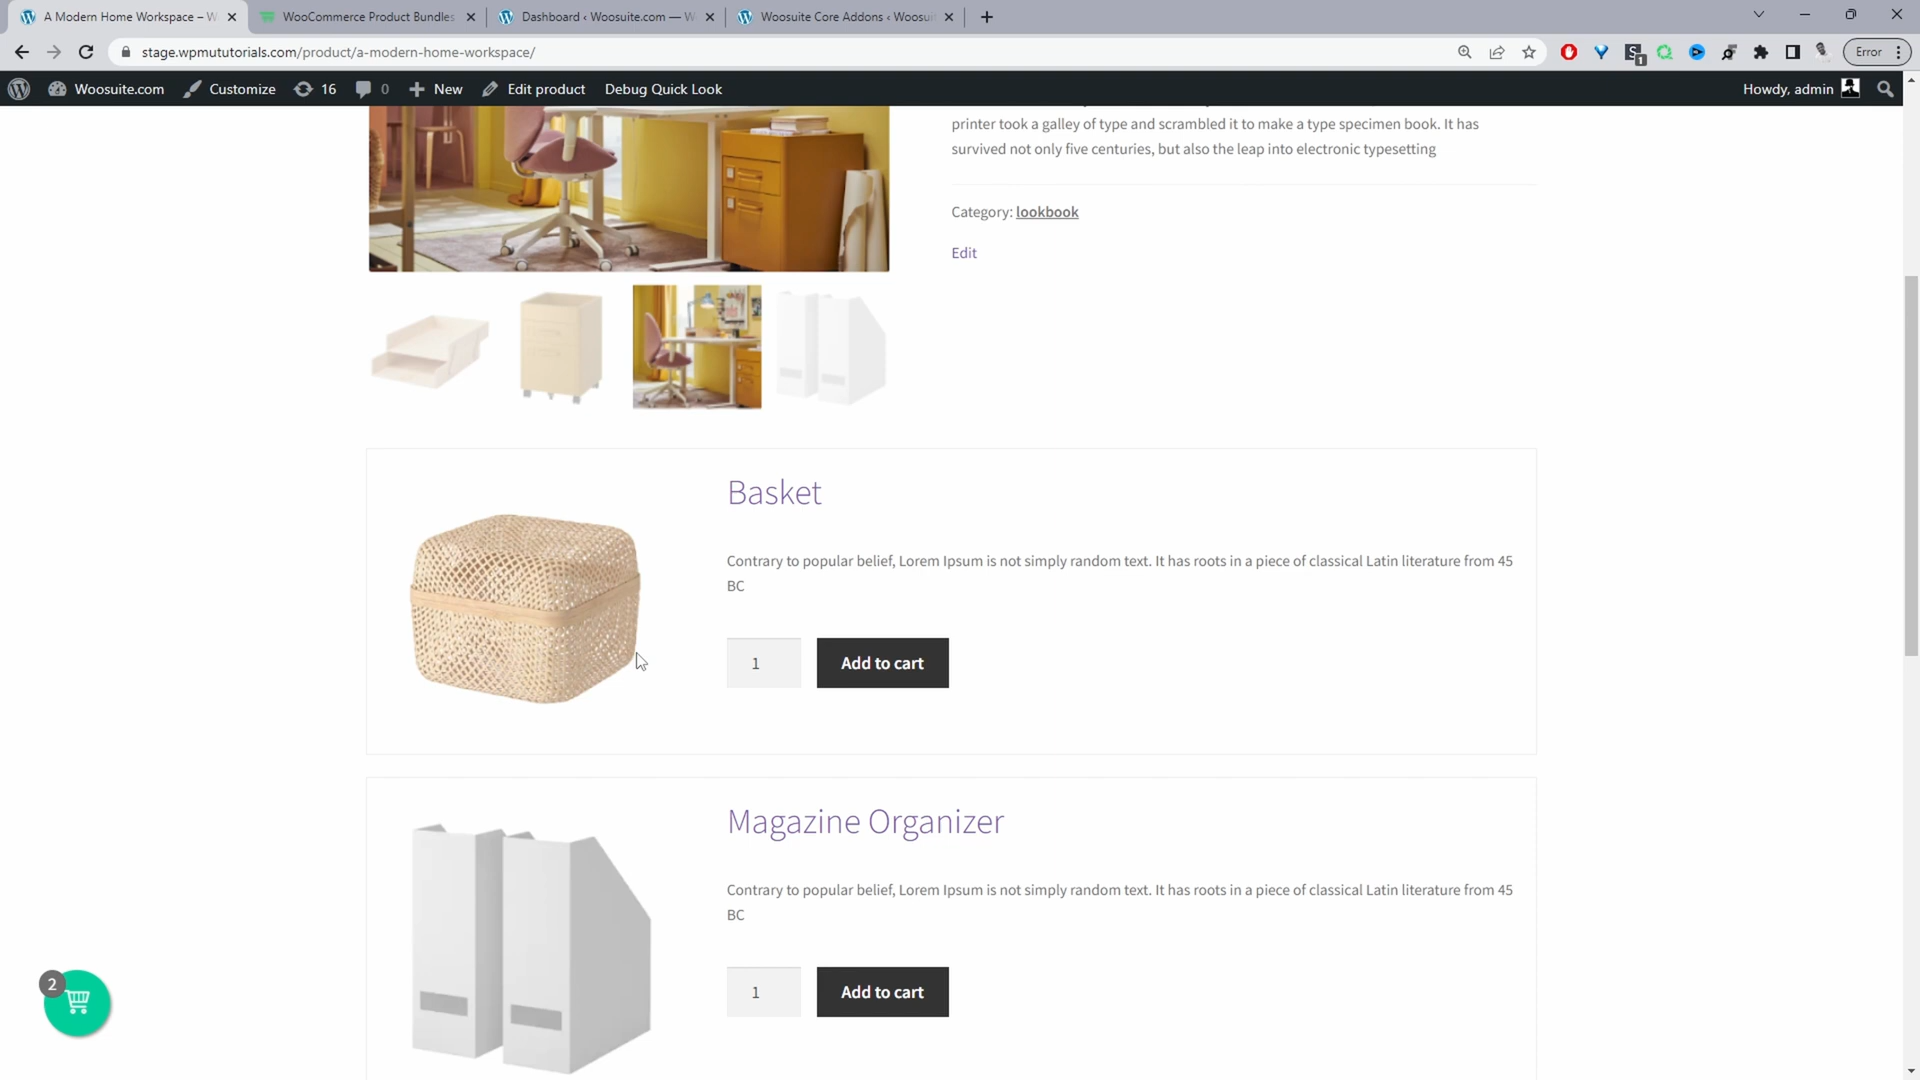 A Modern Home Workspace – W
WooCommerce Product Bundles
Dashboard ‹ Woosuite.com — W
Woosuite Core Addons ‹ Woosuit
stage.wpmututorials.com/product/a-modern-home-workspace/
1
Error
Woosuite.com
Customize
16
0
New
Edit product
Debug Quick Look
Howdy, admin
printer took a galley of type and scrambled it to make a type specimen book. It has
survived not only five centuries, but also the leap into electronic typesetting
Category: lookbook
Edit
Basket
Contrary to popular belief, Lorem Ipsum is not simply random text. It has roots in a piece of classical Latin literature from 45
BC
1
Add to cart
Magazine Organizer
Contrary to popular belief, Lorem Ipsum is not simply random text. It has roots in a piece of classical Latin literature from 45
BC
1
Add to cart
2